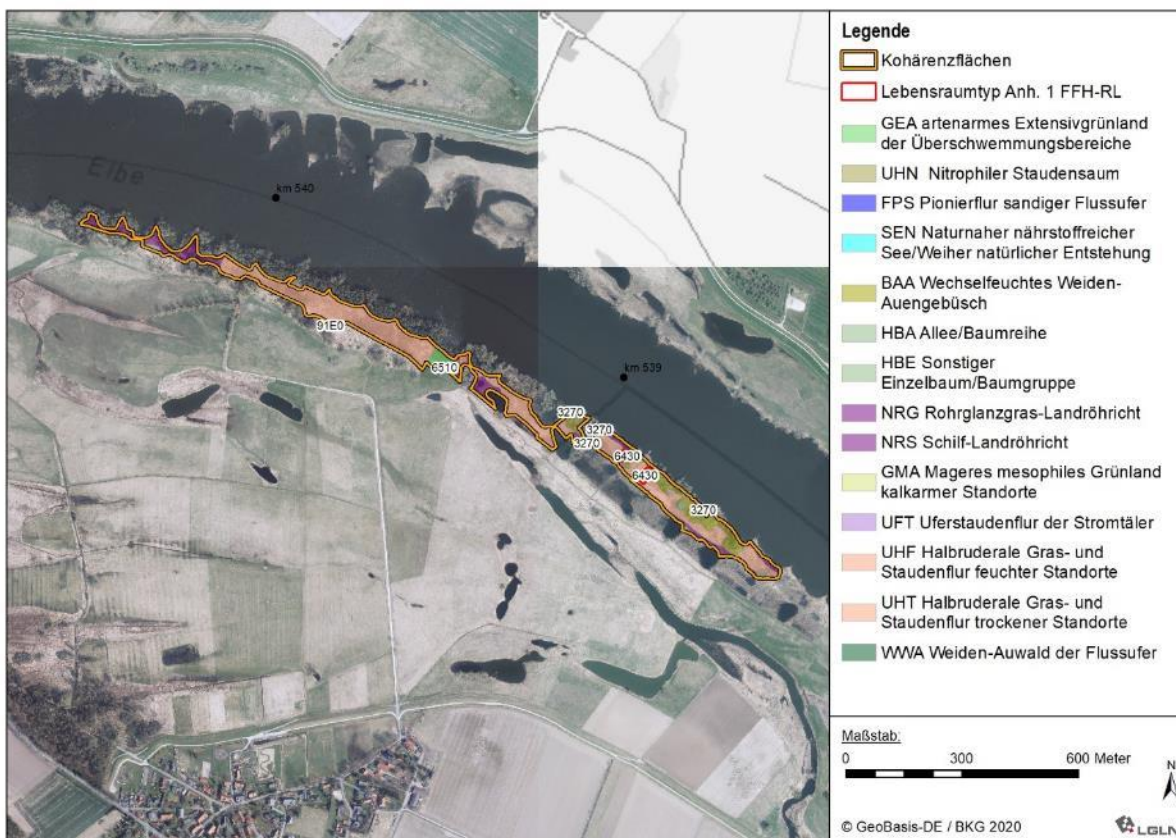 Elbe
km 540
91E0
6510
km 539
3270
3270
3270
6430
6430
3270
Legende
Kohärenzflächen
Lebensraumtyp Anh. 1 FFH-RL
GEA artenarmes Extensivgrünland
der Überschwemmungsbereiche
UHN Nitrophiler Staudensaum
FPS Pionierflur sandiger Flussufer
SEN Naturnaher nährstoffreicher
See/Weiher natürlicher Entstehung
BAA Wechselfeuchtes Weiden-
Auengebüsch
HBA Allee/Baumreihe
HBE Sonstiger
Einzelbaum/Baumgruppe
NRG Rohrglanzgras-Landröhricht
NRS Schilf-Landröhricht
GMA Mageres mesophiles Grünland
kalkarmer Standorte
UFT Uferstaudenflur der Stromtäler
UHF Halbruderale Gras- und
Staudenflur feuchter Standorte
UHT Halbruderale Gras- und
Staudenflur trockener Standorte
WWA Weiden-Auwald der Flussufer
Maßstab:
0 300 600 Meter
N
© GeoBasis-DE / BKG 2020
LGLN